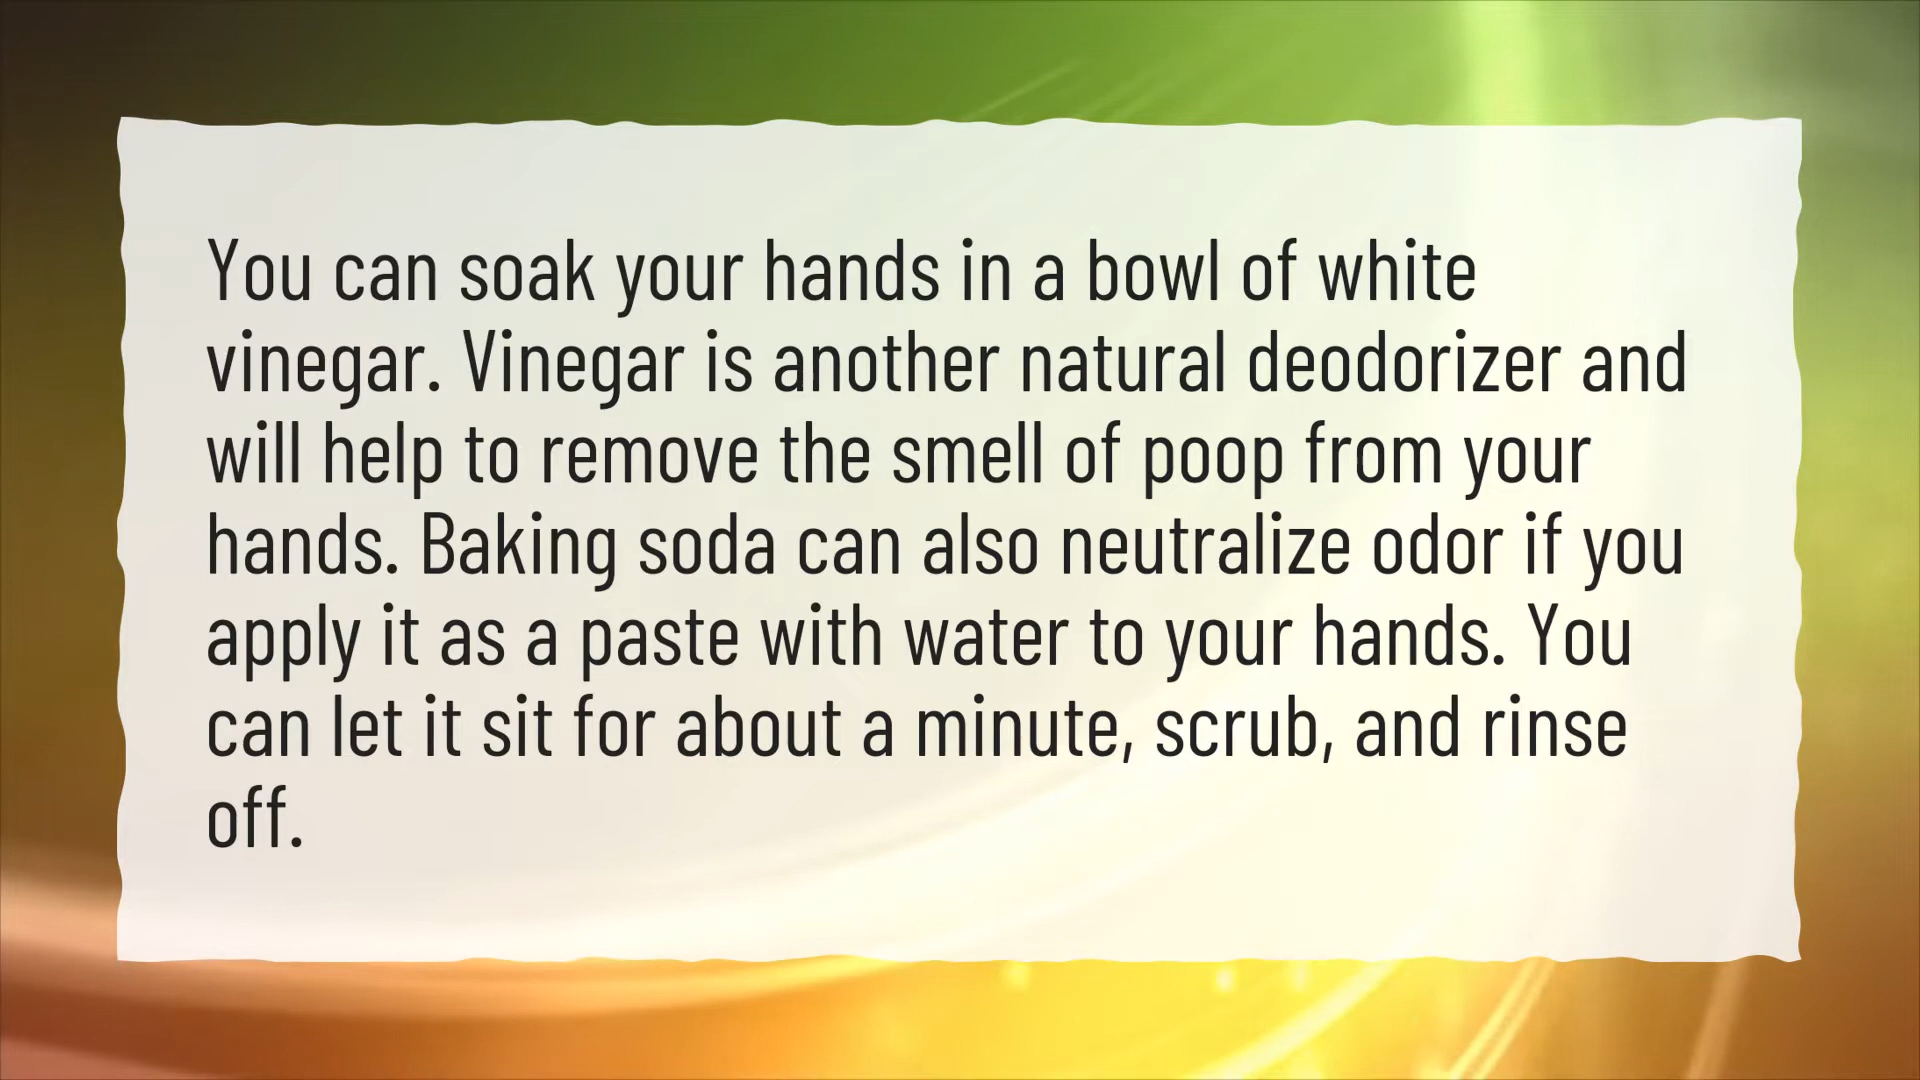 You can soak your hands in a bowl of white
vinegar. Vinegar is another natural deodorizer and
will help to remove the smell of poop from your
hands. Baking soda can also neutralize odor if you
apply it as a paste with water to your hands. You
can let it sit for about a minute, scrub, and rinse
off.